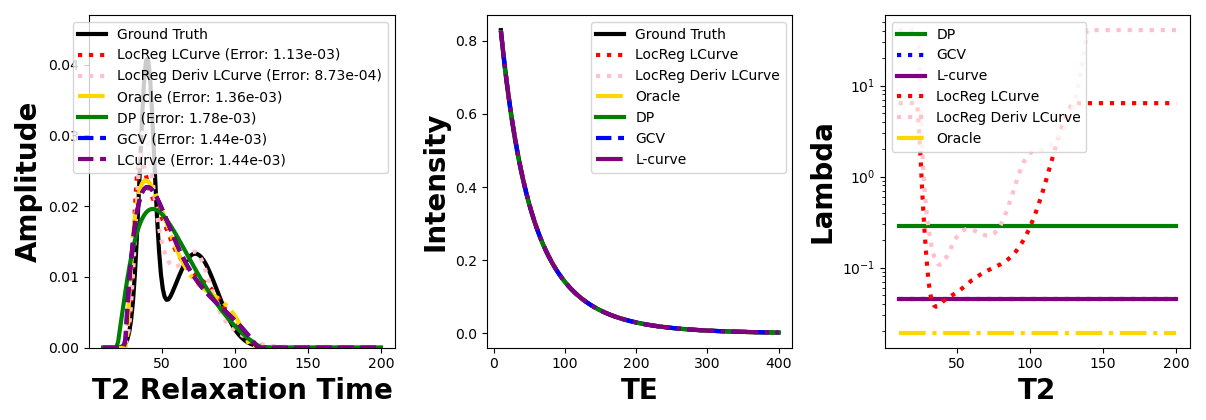 Amplitude
0.04
0.03
0.02
0.01
0.00
Ground Truth
LocReg LCurve (Error: 1.13e-03)
LocReg Deriv LCurve (Error: 8.73e-04)
Oracle (Error: 1.36e-03)
DP (Error: 1.78e-03)
GCV (Error: 1.44e-03)
LCurve (Error: 1.44e-03)
50 100 150 200
T2 Relaxation Time
Intensity
0.8
0.6
0.4
0.2
0.0
Ground Truth
LocReg LCurve
LocReg Deriv LCurve
Oracle
DP
GCV
L-curve
0 100 200 300 400
TE
Lambda
10¹
10⁰
10⁻¹
DP
GCV
L-curve
LocReg LCurve
LocReg Deriv LCurve
Oracle
50 100 150 200
T2